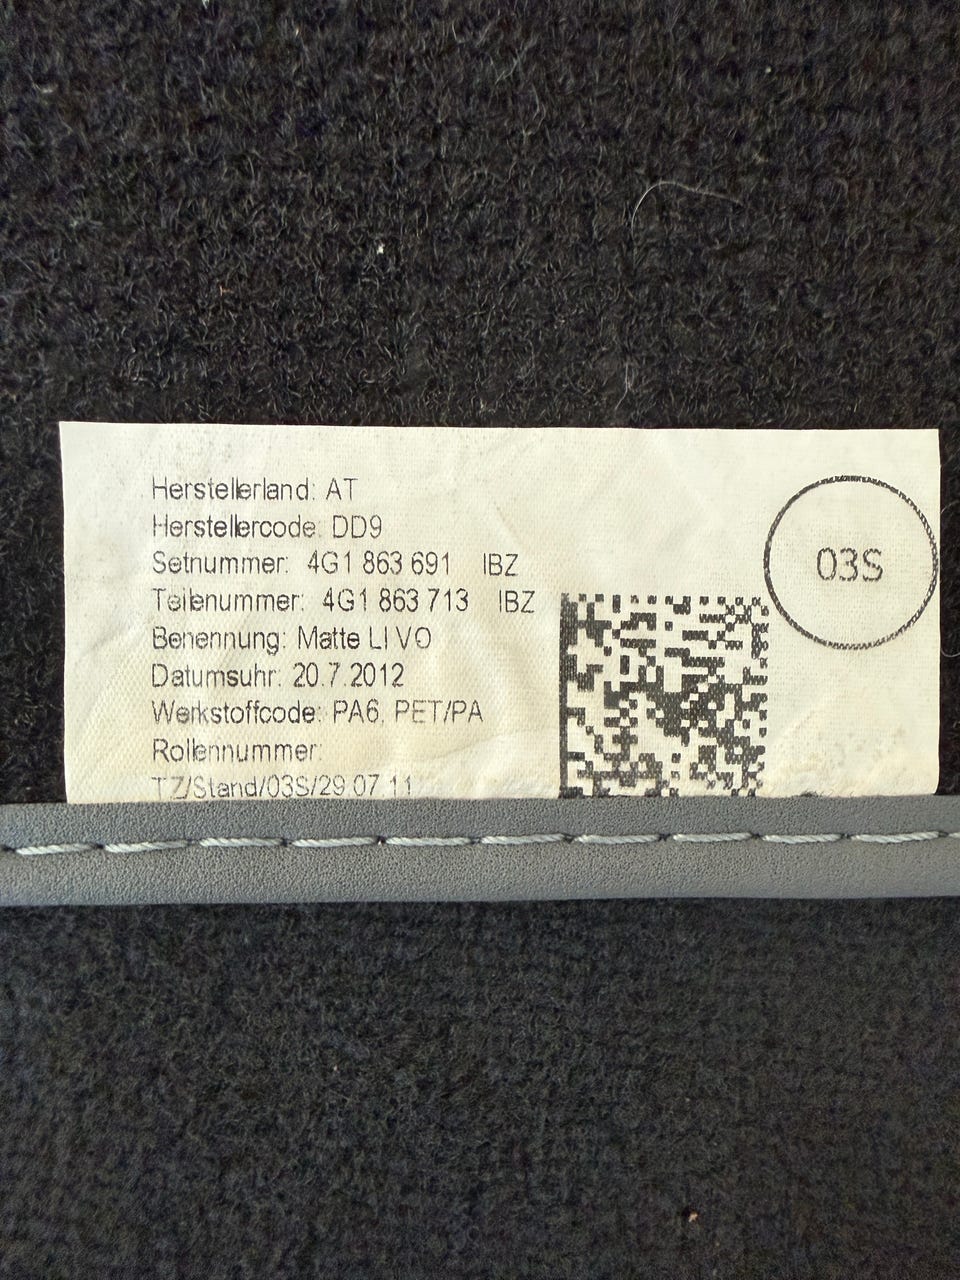 Herstellerland: AT
Herstellercode: DD9
Setnummer: 4G1 863 691 IBZ
Teilenummer: 4G1 863 713 IBZ
Benennung: Matte LI VO
Datumsuhr: 20.7.2012
Werkstoffcode: PA6, PET/PA
Rollennummer:
TZ/Stand/03S/29.07.11
03S